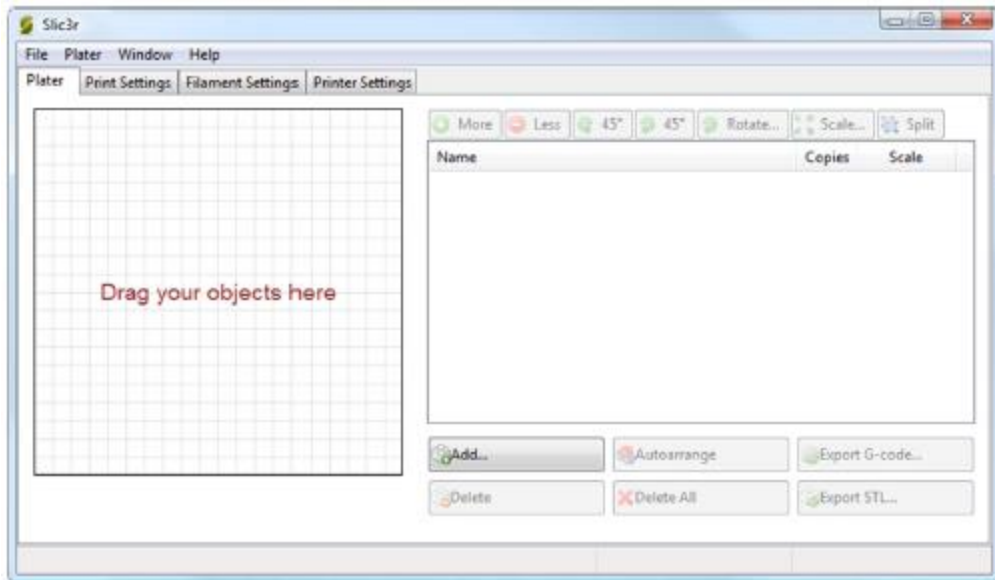 Slic3r
File Plater Window Help
Plater Print Settings Filament Settings Printer Settings
More Less 45° 45° Rotate... Scale... Split
Name Copies Scale
Drag your objects here
Add... Autoarrange Export G-code...
Delete Delete All Export STL...